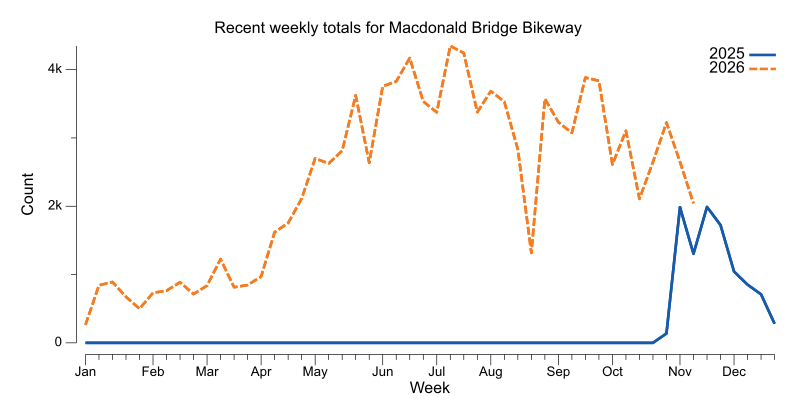 Recent weekly totals for Macdonald Bridge Bikeway
2025
2026
4k
2k
0
Count
Jan Feb Mar Apr May Jun Jul Aug Sep Oct Nov Dec
Week